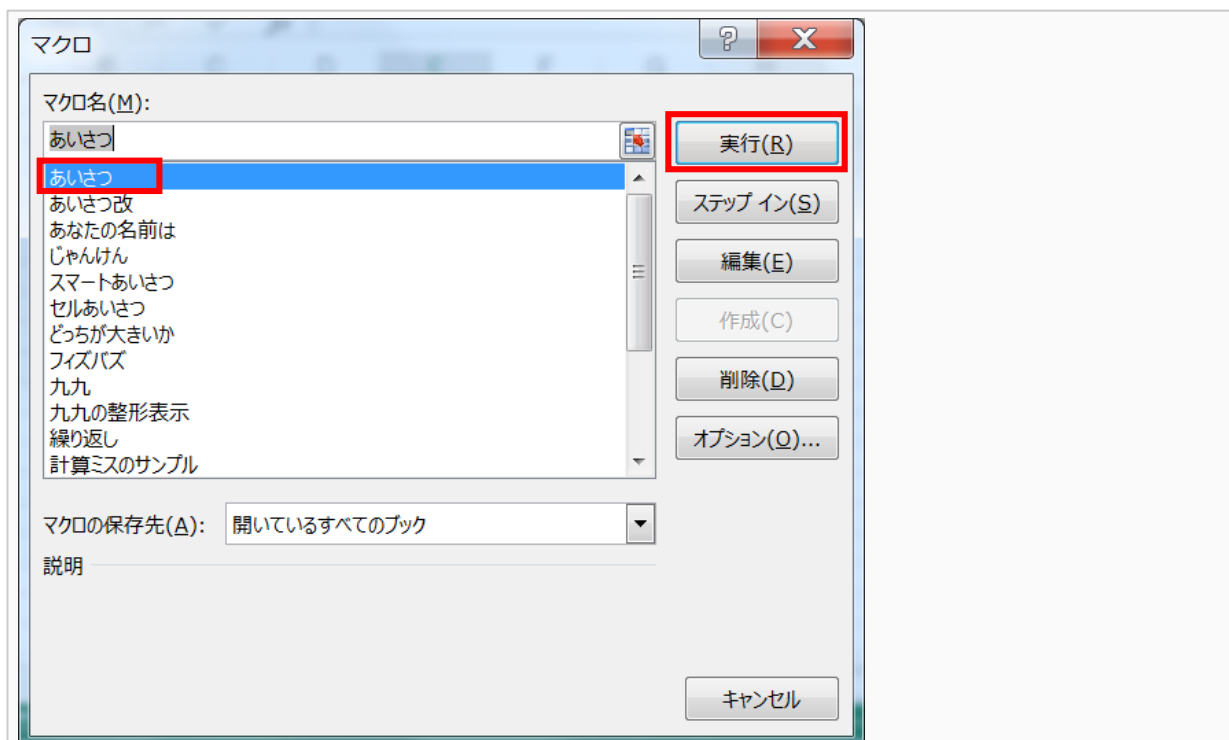 マクロ
マクロ名(M):
あいさつ
あいさつ
あいさつ改
あなたの名前は
じゃんけん
スマートあいさつ
セルあいさつ
どっちが大きいか
フィズバズ
九九
九九の整形表示
繰り返し
計算ミスのサンプル
実行(R)
ステップ イン(S)
編集(E)
作成(C)
削除(D)
オプション(O)...
マクロの保存先(A):
開いているすべてのブック
説明
キャンセル